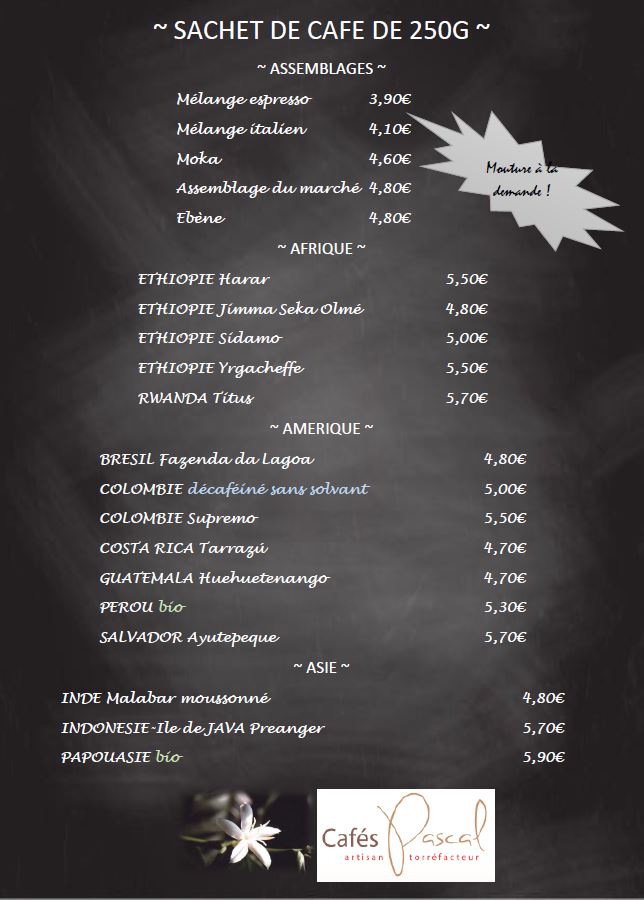 ~ SACHET DE CAFE DE 250G ~
~ ASSEMBLAGES ~
Mélange espresso 3,90€
Mélange italien 4,10€
Moka 4,60€
Assemblage du marché 4,80€
Ebène 4,80€
Mouture à la
demande !
~ AFRIQUE ~
ETHIOPIE Harar 5,50€
ETHIOPIE Jimma Seka Olmé 4,80€
ETHIOPIE Sidamo 5,00€
ETHIOPIE Yrgacheffe 5,50€
RWANDA Titus 5,70€
~ AMERIQUE ~
BRESIL Fazenda da Lagoa 4,80€
COLOMBIE décaféiné sans solvant 5,00€
COLOMBIE Supremo 5,50€
COSTA RICA Tarrazú 4,70€
GUATEMALA Huehuetenango 4,70€
PEROU bio 5,30€
SALVADOR Ayutepeque 5,70€
~ ASIE ~
INDE Malabar moussonné 4,80€
INDONESIE-Ile de JAVA Preanger 5,70€
PAPOUASIE bio 5,90€
Cafés Pascal
artisan torréfacteur